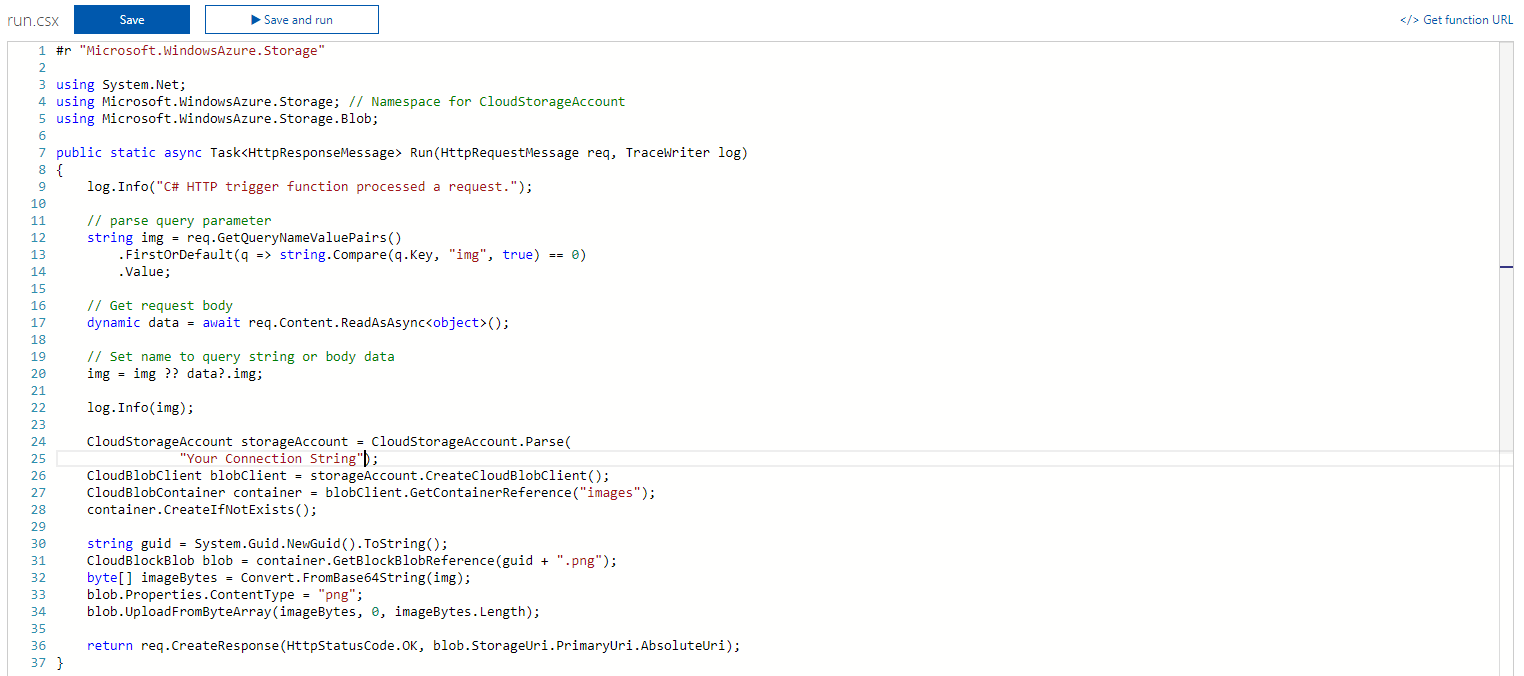 run.csx Save Save and run </> Get function URL
1 #r "Microsoft.WindowsAzure.Storage"
2
3 using System.Net;
4 using Microsoft.WindowsAzure.Storage; // Namespace for CloudStorageAccount
5 using Microsoft.WindowsAzure.Storage.Blob;
6
7 public static async Task<HttpResponseMessage> Run(HttpRequestMessage req, TraceWriter log)
8 {
9     log.Info("C# HTTP trigger function processed a request.");
10
11     // parse query parameter
12     string img = req.GetQueryNameValuePairs()
13         .FirstOrDefault(q => string.Compare(q.Key, "img", true) == 0)
14         .Value;
15
16     // Get request body
17     dynamic data = await req.Content.ReadAsAsync<object>();
18
19     // Set name to query string or body data
20     img = img ?? data?.img;
21
22     log.Info(img);
23
24     CloudStorageAccount storageAccount = CloudStorageAccount.Parse(
25                 "Your Connection String");
26     CloudBlobClient blobClient = storageAccount.CreateCloudBlobClient();
27     CloudBlobContainer container = blobClient.GetContainerReference("images");
28     container.CreateIfNotExists();
29
30     string guid = System.Guid.NewGuid().ToString();
31     CloudBlockBlob blob = container.GetBlockBlobReference(guid + ".png");
32     byte[] imageBytes = Convert.FromBase64String(img);
33     blob.Properties.ContentType = "png";
34     blob.UploadFromByteArray(imageBytes, 0, imageBytes.Length);
35
36     return req.CreateResponse(HttpStatusCode.OK, blob.StorageUri.PrimaryUri.AbsoluteUri);
37 }